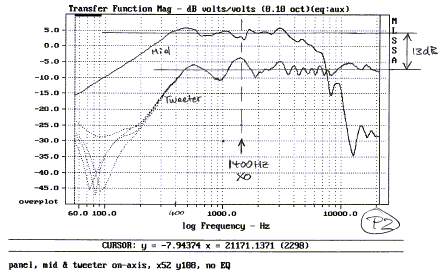 Transfer Function Mag - dB volts/volts (0.10 oct)(eq:aux)
MLSSA
5.0
0.0
-5.0
-10.0
-15.0
-20.0
-25.0
-30.0
-35.0
-40.0
-45.0
Mid
Tweeter
13dB
1400HZ
XO
overplot
60.0 100.0 400 1000.0 10000.0
log Frequency - Hz
P2
CURSOR: y = -7.94374 x = 21171.1371 (2298)
panel, mid & tweeter on-axis, x52 y108, no EQ